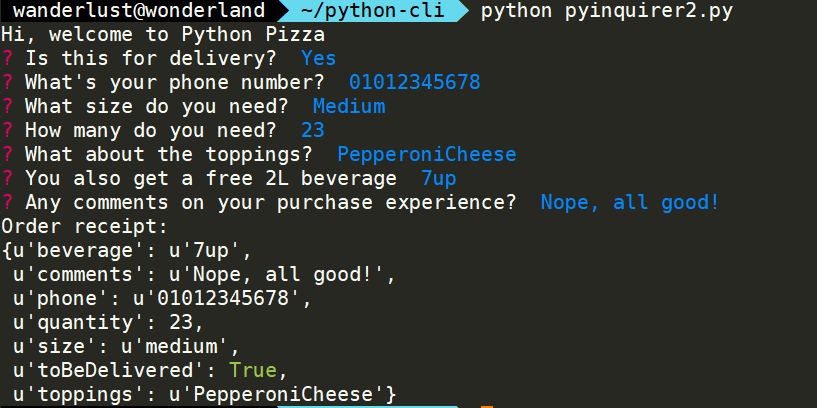 wanderlust@wonderland ~/python-cli python pyinquirer2.py
Hi, welcome to Python Pizza
? Is this for delivery?  Yes
? What's your phone number?  01012345678
? What size do you need?  Medium
? How many do you need?  23
? What about the toppings?  PepperoniCheese
? You also get a free 2L beverage  7up
? Any comments on your purchase experience?  Nope, all good!
Order receipt:
{u'beverage': u'7up',
 u'comments': u'Nope, all good!',
 u'phone': u'01012345678',
 u'quantity': 23,
 u'size': u'medium',
 u'toBeDelivered': True,
 u'toppings': u'PepperoniCheese'}